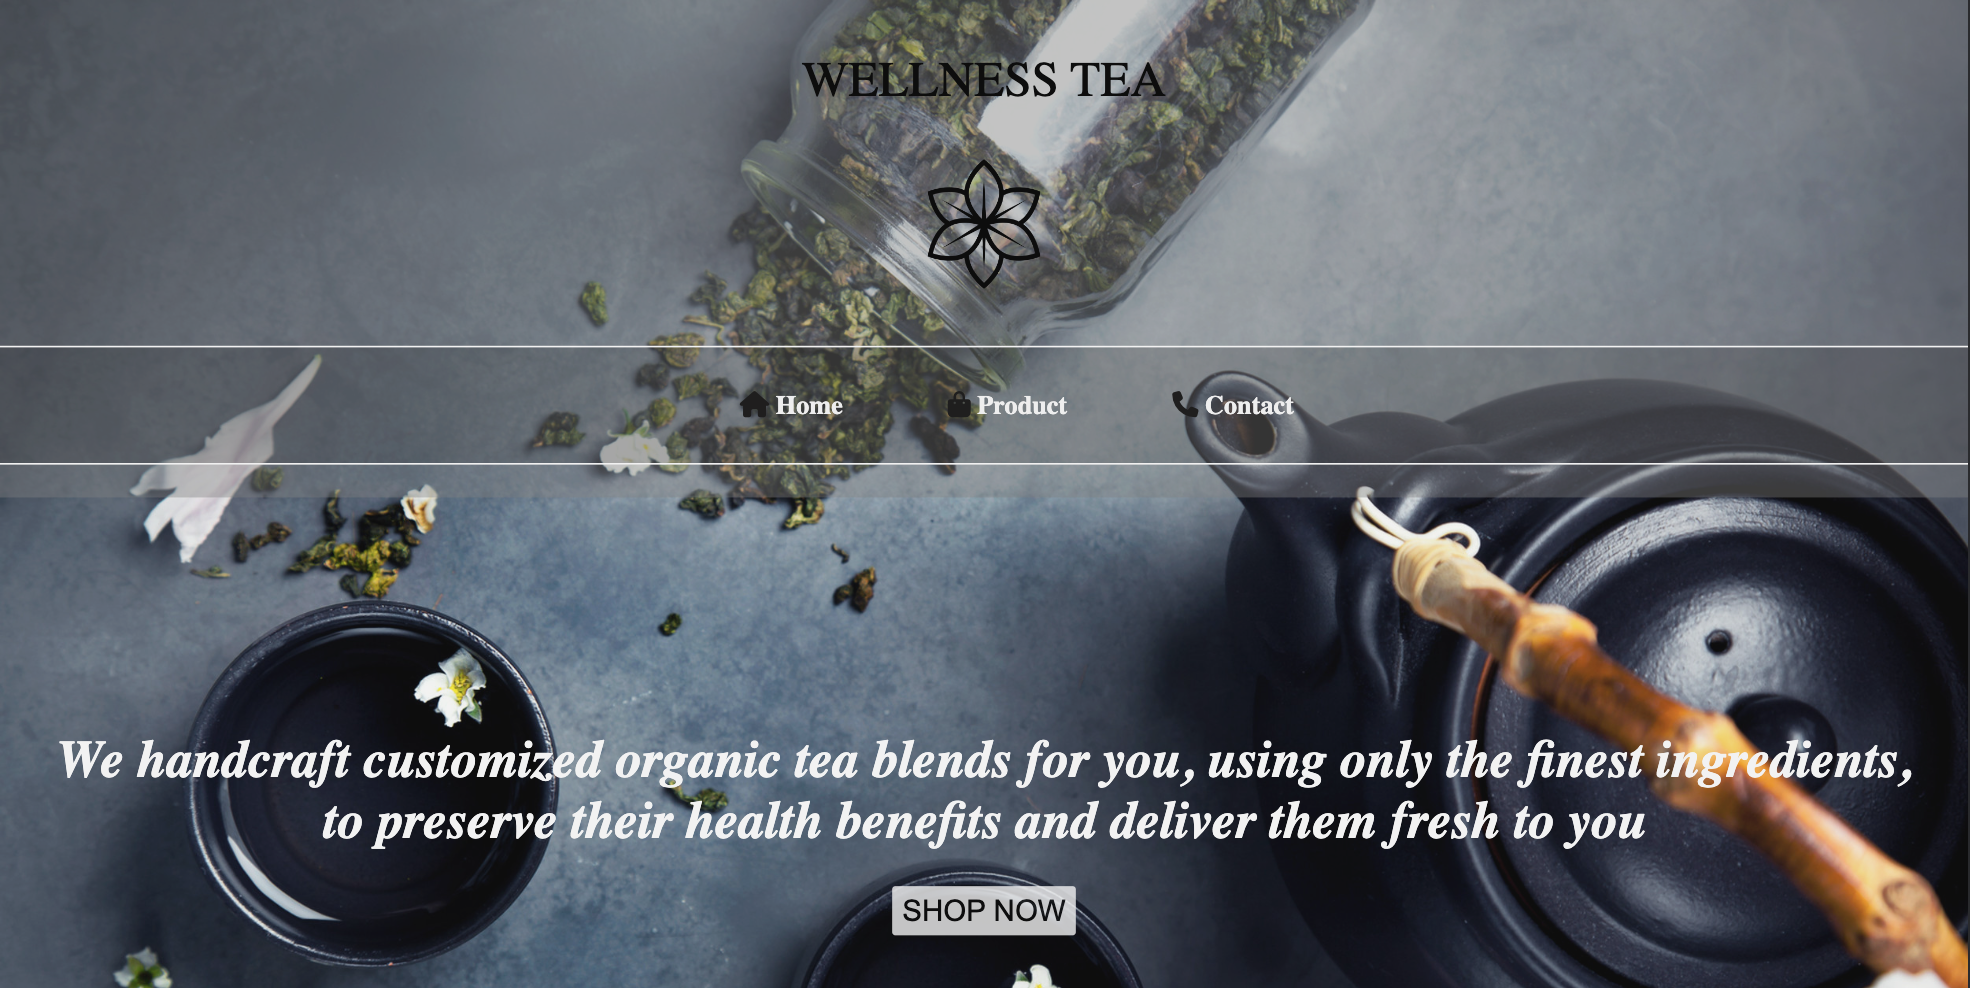 WELLNESS TEA
Home Product Contact
We handcraft customized organic tea blends for you, using only the finest ingredients,
to preserve their health benefits and deliver them fresh to you
SHOP NOW